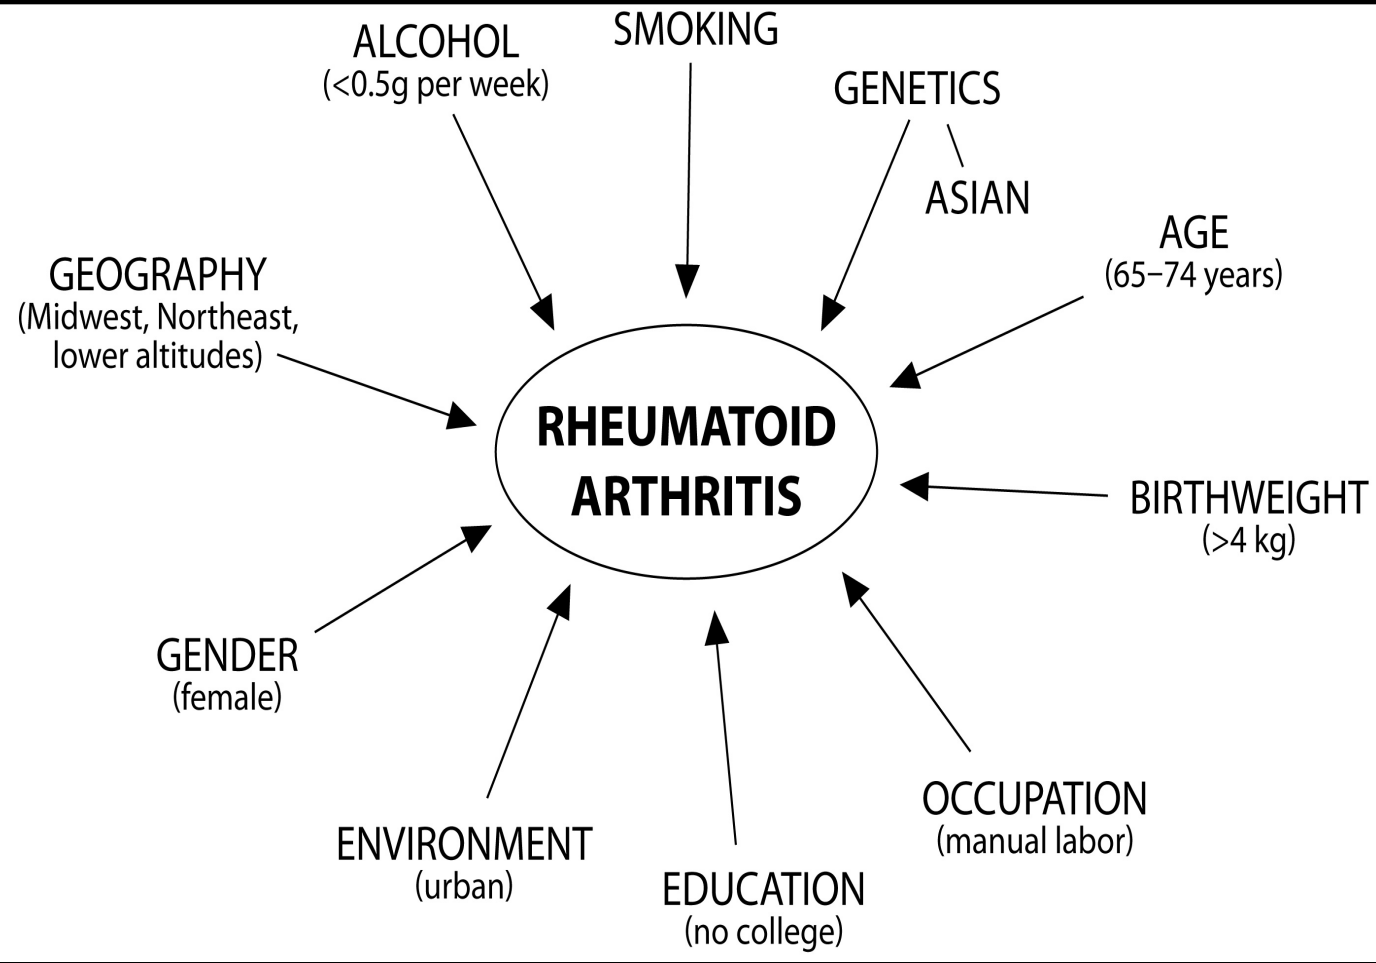 SMOKING
ALCOHOL
(<0.5g per week)
GENETICS
ASIAN
AGE
(65–74 years)
GEOGRAPHY
(Midwest, Northeast,
lower altitudes)
RHEUMATOID
ARTHRITIS
BIRTHWEIGHT
(>4 kg)
GENDER
(female)
OCCUPATION
(manual labor)
ENVIRONMENT
(urban)
EDUCATION
(no college)